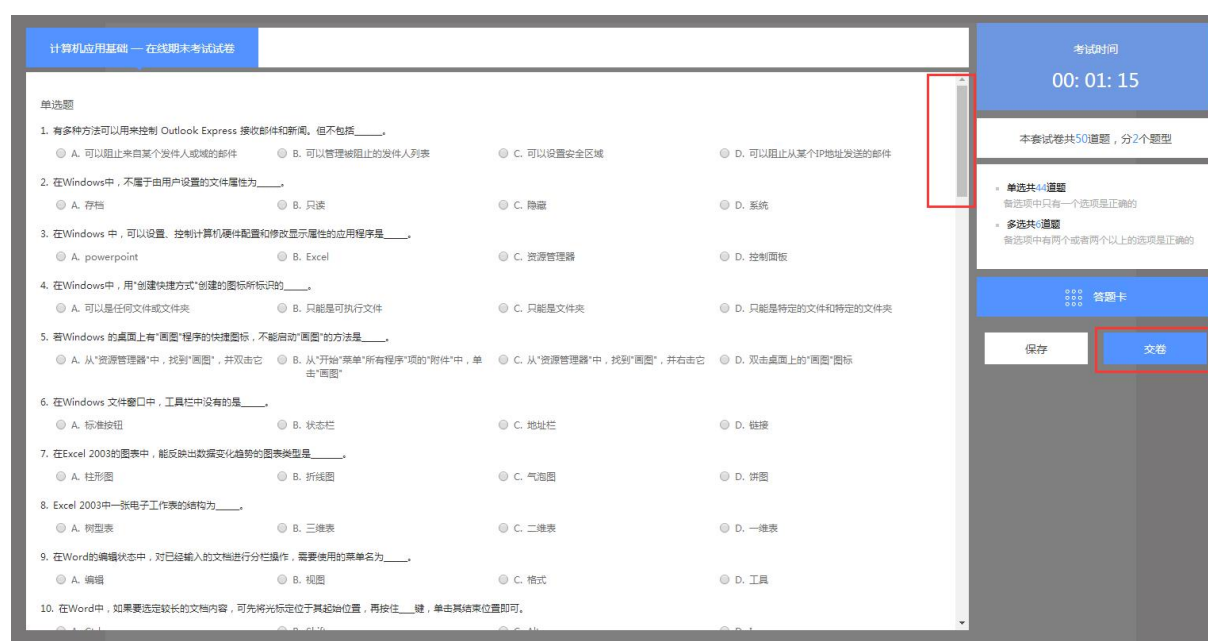 计算机应用基础 — 在线期末考试试卷
考试时间
00: 01: 15
单选题
1. 有多种方法可以用来控制 Outlook Express 接收邮件和新闻。但不包括_____。
A. 可以阻止来自某个发件人或域的邮件 B. 可以管理被阻止的发件人列表 C. 可以设置安全区域 D. 可以阻止从某个IP地址发送的邮件
2. 在Windows中，不属于由用户设置的文件属性为_____。
A. 存档 B. 只读 C. 隐藏 D. 系统
3. 在Windows 中，可以设置、控制计算机硬件配置和修改显示属性的应用程序是_____。
A. powerpoint B. Excel C. 资源管理器 D. 控制面板
4. 在Windows中，用"创建快捷方式"创建的图标所标识的_____。
A. 可以是任何文件或文件夹 B. 只能是可执行文件 C. 只能是文件夹 D. 只能是特定的文件和特定的文件夹
5. 若Windows 的桌面上有"画图"程序的快捷图标，不能启动"画图"的方法是_____。
A. 从"资源管理器"中，找到"画图"，并双击它 B. 从"开始"菜单"所有程序"项的"附件"中，单 C. 从"资源管理器"中，找到"画图"，并右击它 D. 双击桌面上的"画图"图标
击"画图"
6. 在Windows 文件窗口中，工具栏中没有的是_____。
A. 标准按钮 B. 状态栏 C. 地址栏 D. 链接
7. 在Excel 2003的图表中，能反映出数据变化趋势的图表类型是______。
A. 柱形图 B. 折线图 C. 气泡图 D. 饼图
8. Excel 2003中一张电子工作表的结构为_____。
A. 树型表 B. 三维表 C. 二维表 D. 一维表
9. 在Word的编辑状态中，对已经输入的文档进行分栏操作，需要使用的菜单名为_____。
A. 编辑 B. 视图 C. 格式 D. 工具
10. 在Word中，如果要选定较长的文档内容，可先将光标定位于其起始位置，再按住___键，单击其结束位置即可。
本套试卷共50道题，分2个题型
单选共44道题
备选项中只有一个选项是正确的
多选共6道题
备选项中有两个或者两个以上的选项是正确的
答题卡
保存 交卷